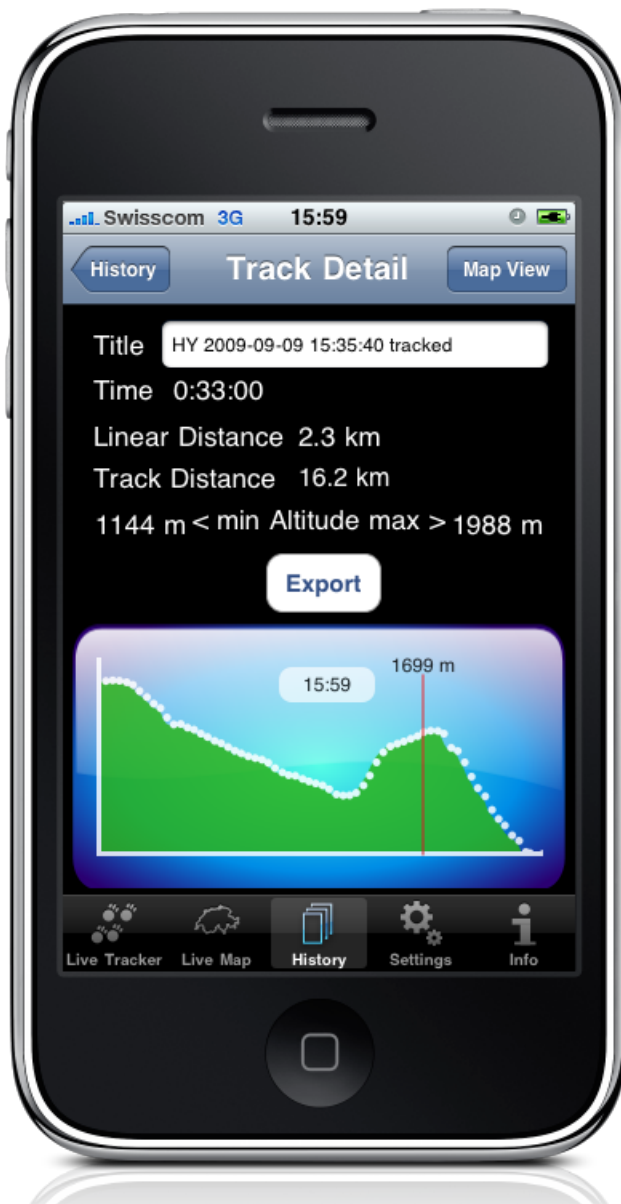 Swisscom 3G 15:59
History Track Detail Map View
Title HY 2009-09-09 15:35:40 tracked
Time 0:33:00
Linear Distance 2.3 km
Track Distance 16.2 km
1144 m < min Altitude max > 1988 m
Export
1699 m
15:59
Live Tracker Live Map History Settings Info